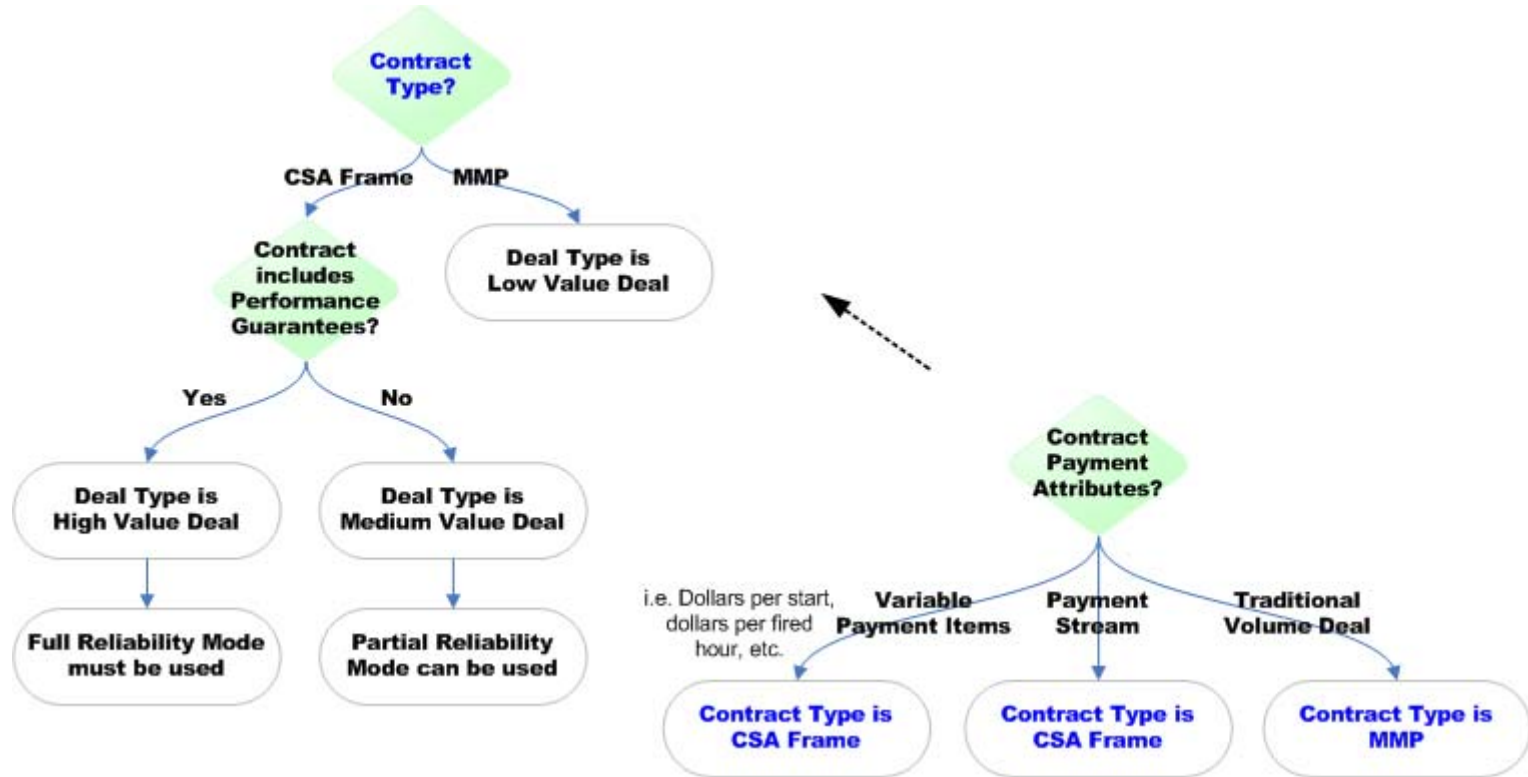 Contract
Type?
CSA Frame
MMP
Contract
includes
Performance
Guarantees?
Deal Type is
Low Value Deal
Yes
No
Deal Type is
High Value Deal
Deal Type is
Medium Value Deal
Full Reliability Mode
must be used
Partial Reliability
Mode can be used
Contract
Payment
Attributes?
i.e. Dollars per start,
dollars per fired
hour, etc.
Variable
Payment Items
Payment
Stream
Traditional
Volume Deal
Contract Type is
CSA Frame
Contract Type is
CSA Frame
Contract Type is
MMP